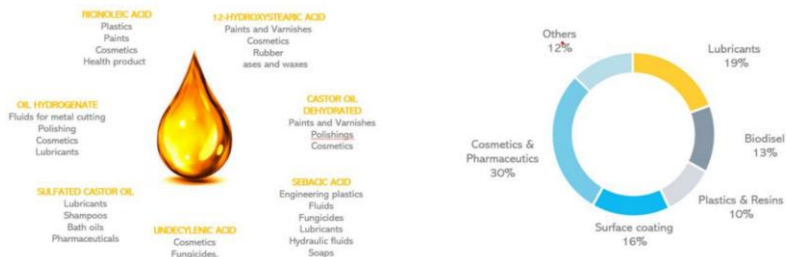 RICINOLEIC ACID
Plastics
Paints
Cosmetics
Health product
12-HYDROXYSTEARIC ACID
Paints and Varnishes
Cosmetics
Rubber
ases and waxes
OIL HYDROGENATE
Fluids for metal cutting
Polishing
Cosmetics
Lubricants
CASTOR OIL
DEHYDRATED
Paints and Varnishes
Polishings
Cosmetics
SULFATED CASTOR OIL
Lubricants
Shampoos
Bath oils
Pharmaceuticals
UNDECYLENIC ACID
Cosmetics
Fungicides,
SEBACIC ACID
Engineering plastics
Fluids
Fungicides
Lubricants
Hydraulic fluids
Soaps
Others
12%
Lubricants
19%
Biodisel
13%
Plastics & Resins
10%
Surface coating
16%
Cosmetics &
Pharmaceutics
30%